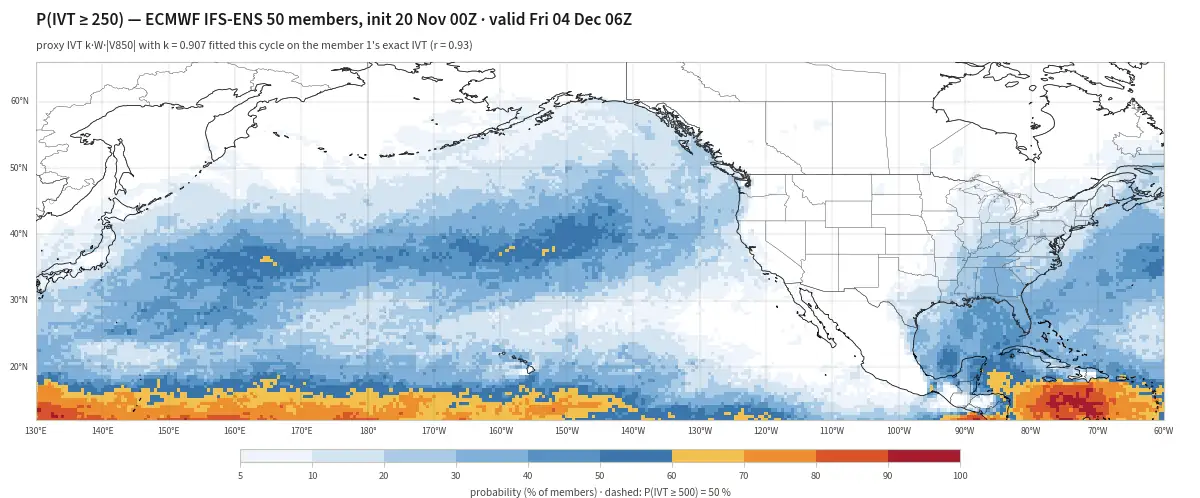 P(IVT ≥ 250) — ECMWF IFS-ENS 50 members, init 20 Nov 00Z · valid Fri 04 Dec 06Z
proxy IVT k·W·|V850| with k = 0.907 fitted this cycle on the member 1's exact IVT (r = 0.93)
60°N
50°N
40°N
30°N
20°N
130°E 140°E 150°E 160°E 170°E 180° 170°W 160°W 150°W 140°W 130°W 120°W 110°W 100°W 90°W 80°W 70°W 60°W
5 10 20 30 40 50 60 70 80 90 100
probability (% of members) · dashed: P(IVT ≥ 500) = 50 %